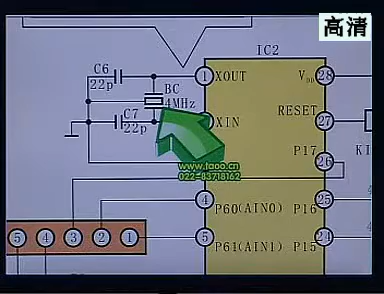 高清
IC2
C6
22p
1
XOUT
VDD
28
BC
4MHz
RESET
27
C7
22p
XIN
P17
26
KI
www.taoo.cn
022-83718162
4
P60(AIN0)
P16
25
5
4
3
2
1
5
P61(AIN1)
P15
24